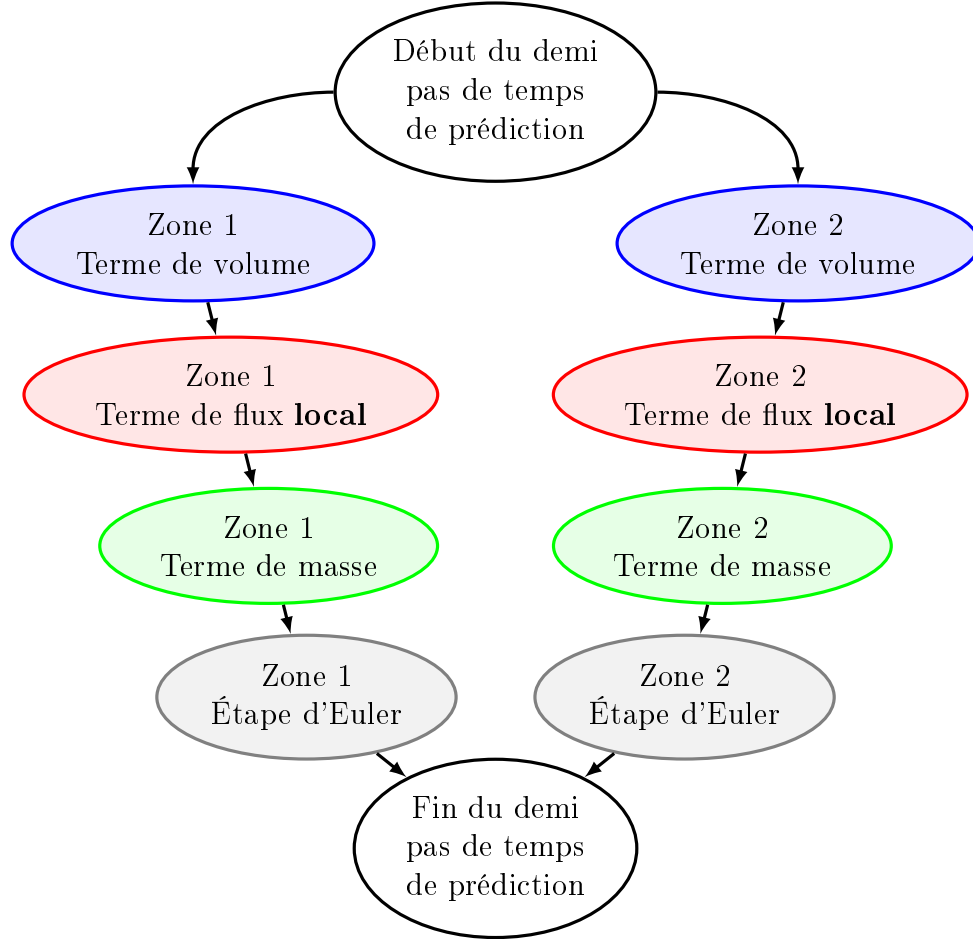 Début du demi
pas de temps
de prédiction
Zone 1
Terme de volume
Zone 2
Terme de volume
Zone 1
Terme de flux local
Zone 2
Terme de flux local
Zone 1
Terme de masse
Zone 2
Terme de masse
Zone 1
Étape d'Euler
Zone 2
Étape d'Euler
Fin du demi
pas de temps
de prédiction